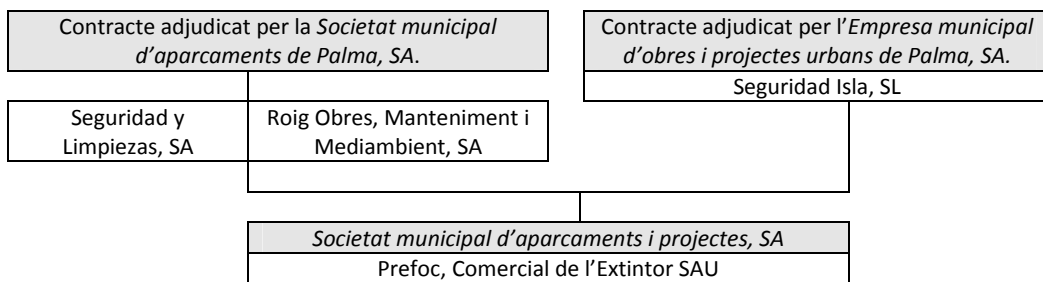 Contracte adjudicat per la Societat municipal
d’aparcaments de Palma, SA.
Contracte adjudicat per l’Empresa municipal
d’obres i projectes urbans de Palma, SA.
Seguridad Isla, SL
Seguridad y
Limpiezas, SA
Roig Obres, Manteniment i
Mediambient, SA
Societat municipal d’aparcaments i projectes, SA
Prefoc, Comercial de l’Extintor SAU